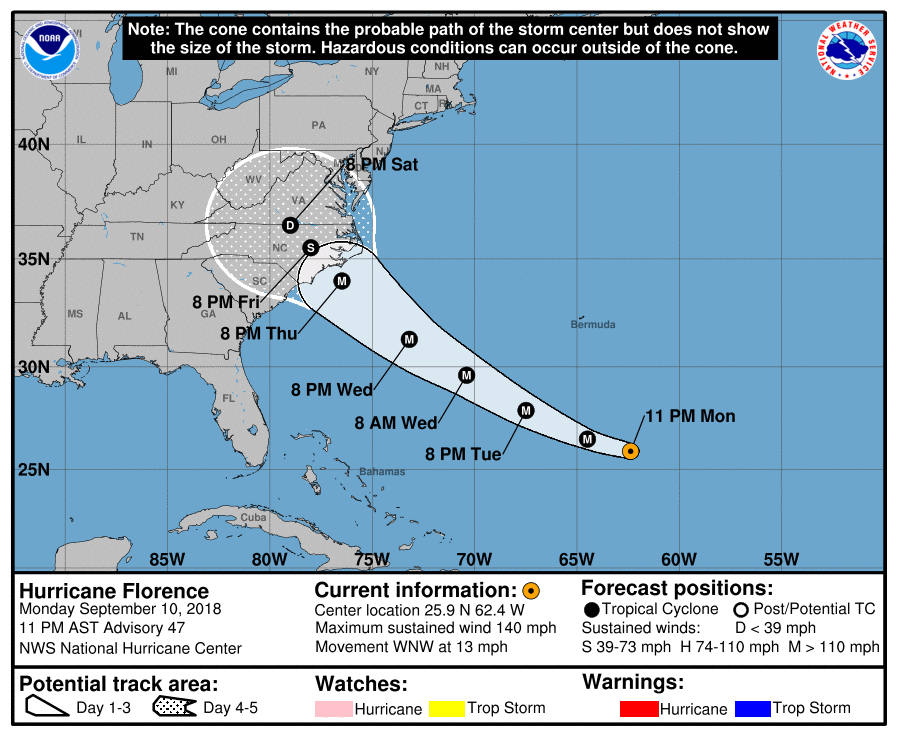 Note: The cone contains the probable path of the storm center but does not show
the size of the storm. Hazardous conditions can occur outside of the cone.
NOAA
NATIONAL WEATHER SERVICE
WI
MI
NY
NH
MA
CT
RI
PA
NJ
IL
IN
OH
40N
8 PM Sat
WV
KY
VA
D
TN
NC
S
35N
SC
M
8 PM Fri
MS
AL
GA
8 PM Thu
Bermuda
M
30N
M
8 PM Wed
FL
M
11 PM Mon
8 AM Wed
M
8 PM Tue
25N
Bahamas
Cuba
85W
80W
75W
70W
65W
60W
55W
Hurricane Florence
Monday September 10, 2018
11 PM AST Advisory 47
NWS National Hurricane Center
Current information:
Center location 25.9 N 62.4 W
Maximum sustained wind 140 mph
Movement WNW at 13 mph
Forecast positions:
Tropical Cyclone Post/Potential TC
Sustained winds: D < 39 mph
S 39-73 mph H 74-110 mph M > 110 mph
Potential track area:
Day 1-3 Day 4-5
Watches:
Hurricane Trop Storm
Warnings:
Hurricane Trop Storm